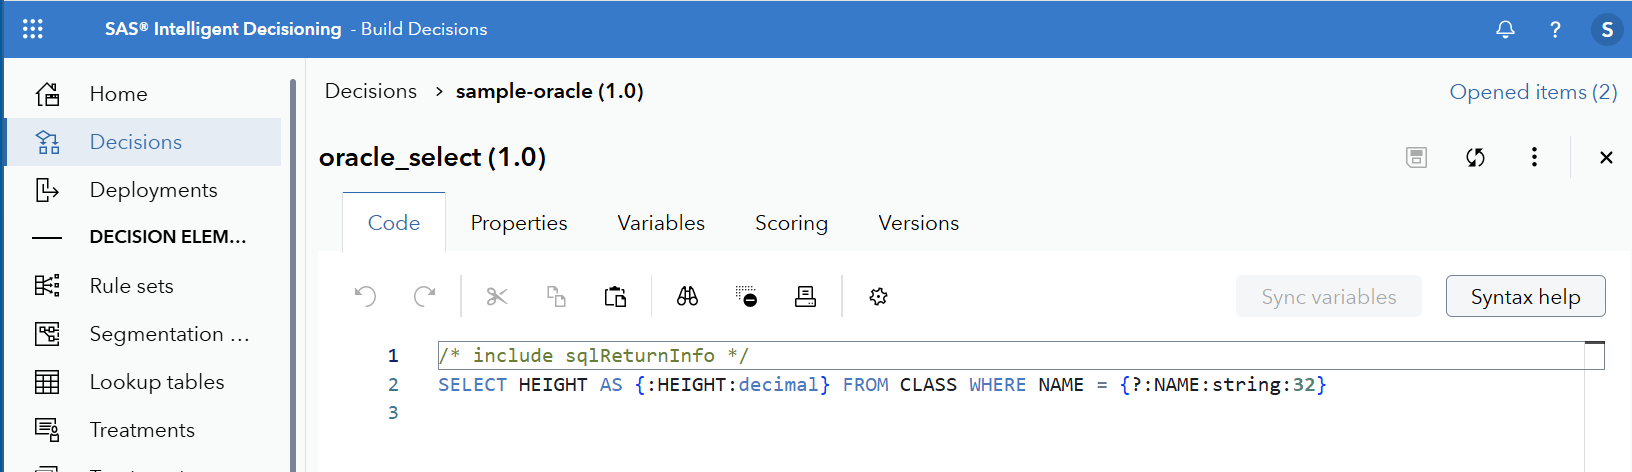 SAS® Intelligent Decisioning - Build Decisions
?
S
Home
Decisions
Deployments
DECISION ELEM...
Rule sets
Segmentation ...
Lookup tables
Treatments
Decisions > sample-oracle (1.0)
Opened items (2)
oracle_select (1.0)
Code Properties Variables Scoring Versions
Sync variables Syntax help
1 /* include sqlReturnInfo */
2 SELECT HEIGHT AS {:HEIGHT:decimal} FROM CLASS WHERE NAME = {?:NAME:string:32}
3